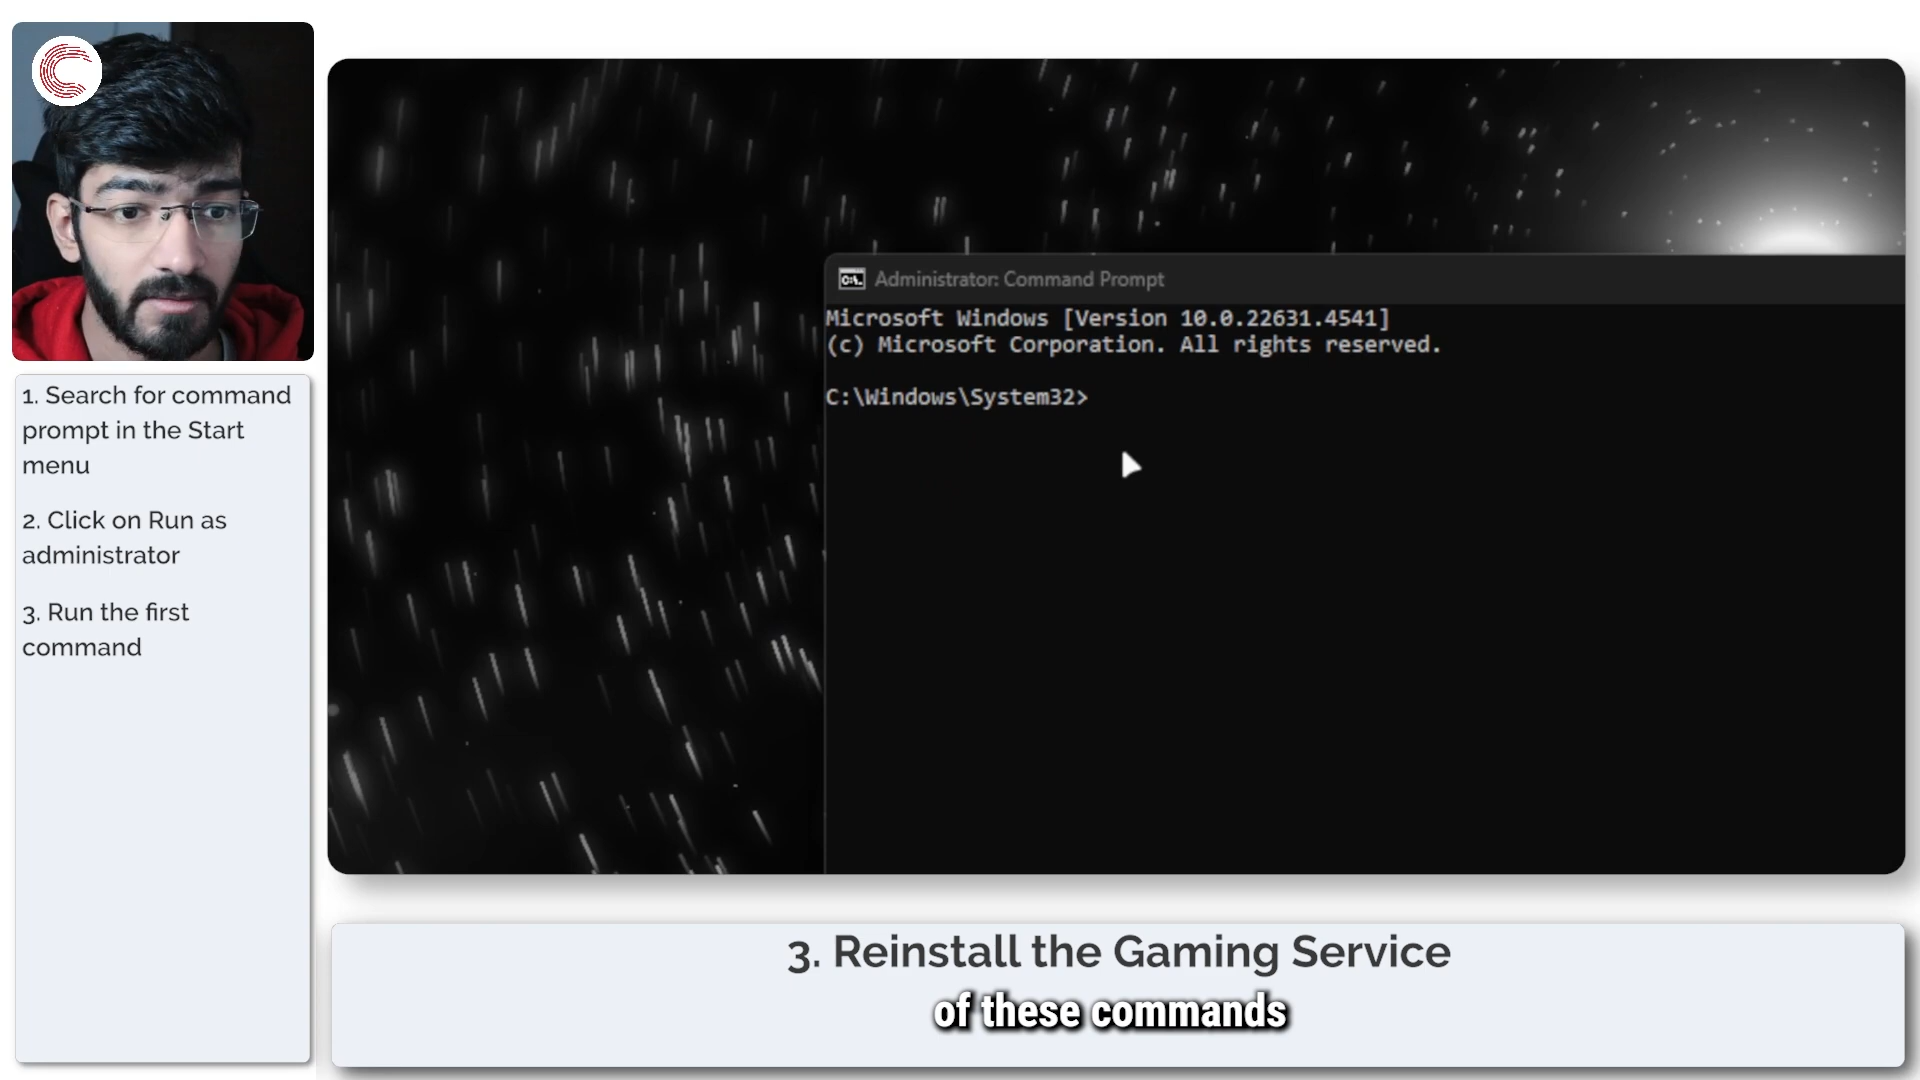 1. Search for command
prompt in the Start
menu
2. Click on Run as
administrator
3. Run the first
command
Administrator: Command Prompt
Microsoft Windows [Version 10.0.22631.4541]
(c) Microsoft Corporation. All rights reserved.
C:\Windows\System32>
3. Reinstall the Gaming Service
of these commands